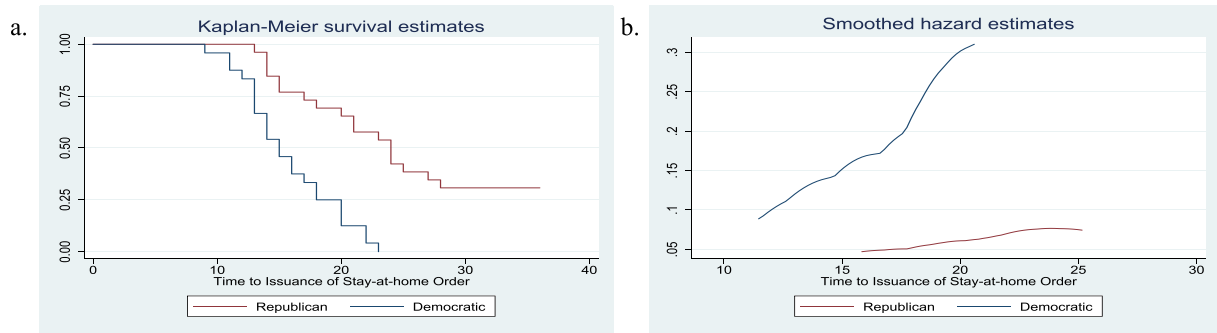 a.
Kaplan-Meier survival estimates
1.00
0.75
0.50
0.25
0.00
0 10 20 30 40
Time to Issuance of Stay-at-home Order
Republican Democratic
b.
Smoothed hazard estimates
.3
.25
.2
.15
.1
.05
10 15 20 25 30
Time to Issuance of Stay-at-home Order
Republican Democratic